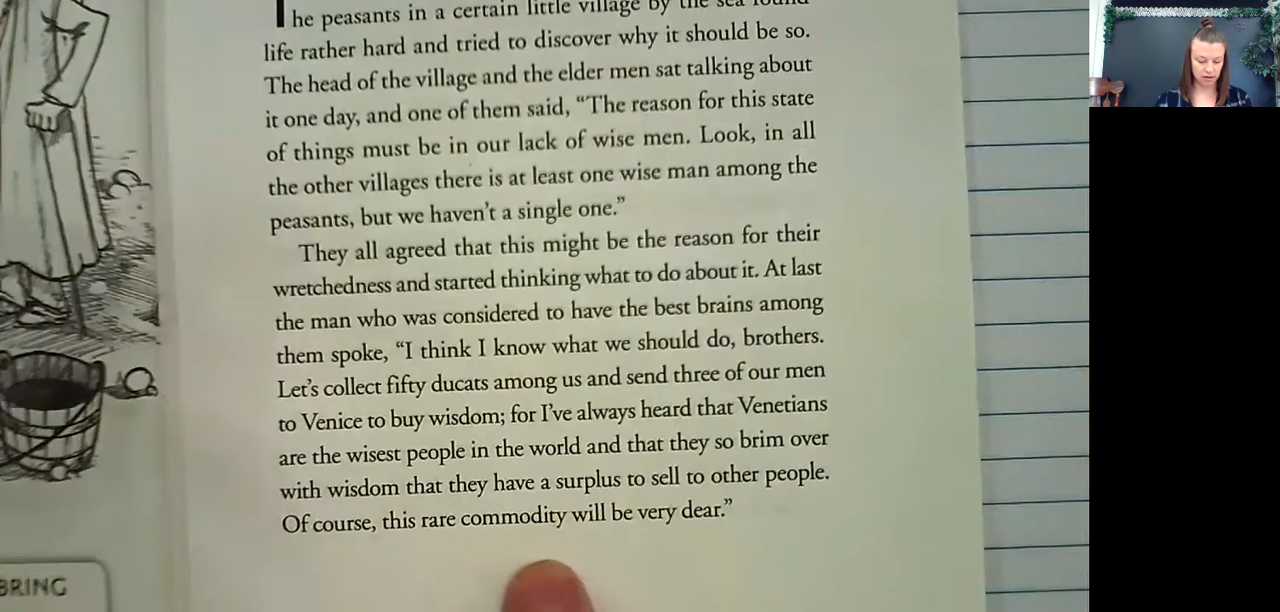 The peasants in a certain little village by the sea found
life rather hard and tried to discover why it should be so.
The head of the village and the elder men sat talking about
it one day, and one of them said, “The reason for this state
of things must be in our lack of wise men. Look, in all
the other villages there is at least one wise man among the
peasants, but we haven’t a single one.”
They all agreed that this might be the reason for their
wretchedness and started thinking what to do about it. At last
the man who was considered to have the best brains among
them spoke, “I think I know what we should do, brothers.
Let’s collect fifty ducats among us and send three of our men
to Venice to buy wisdom; for I’ve always heard that Venetians
are the wisest people in the world and that they so brim over
with wisdom that they have a surplus to sell to other people.
Of course, this rare commodity will be very dear.”
BRING